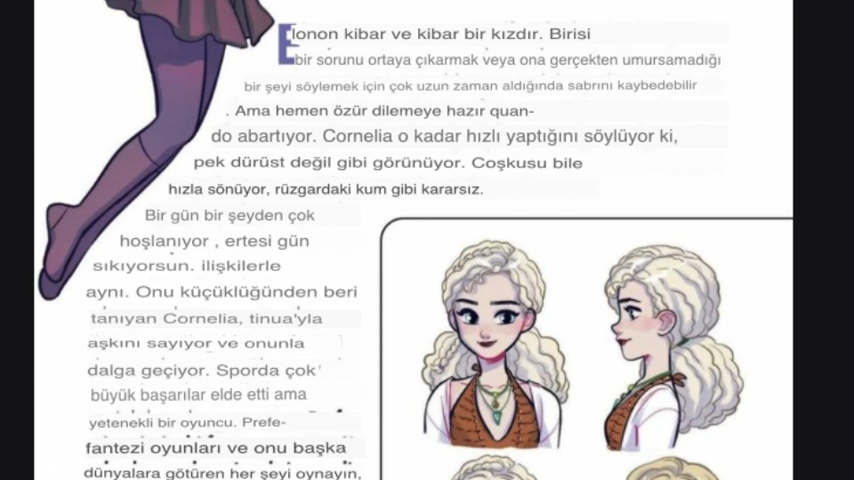 Elonon kibar ve kibar bir kızdır. Birisi
bir sorunu ortaya çıkarmak veya ona gerçekten umursamadığı
bir şeyi söylemek için çok uzun zaman aldığında sabrını kaybedebilir
. Ama hemen özür dilemeye hazır quan-
do abartıyor. Cornelia o kadar hızlı yaptığını söylüyor ki,
pek dürüst değil gibi görünüyor. Coşkusu bile
hızla sönüyor, rüzgardaki kum gibi kararsız.
Bir gün bir şeyden çok
hoşlanıyor , ertesi gün
sıkıyorsun. ilişkilerle
aynı. Onu küçüklüğünden beri
tanıyan Cornelia, tinua'yla
aşkını sayıyor ve onunla
dalga geçiyor. Sporda çok
büyük başarılar elde etti ama
yetenekli bir oyuncu. Prefe-
fantezi oyunları ve onu başka
dünyalara götüren her şeyi oynayın,